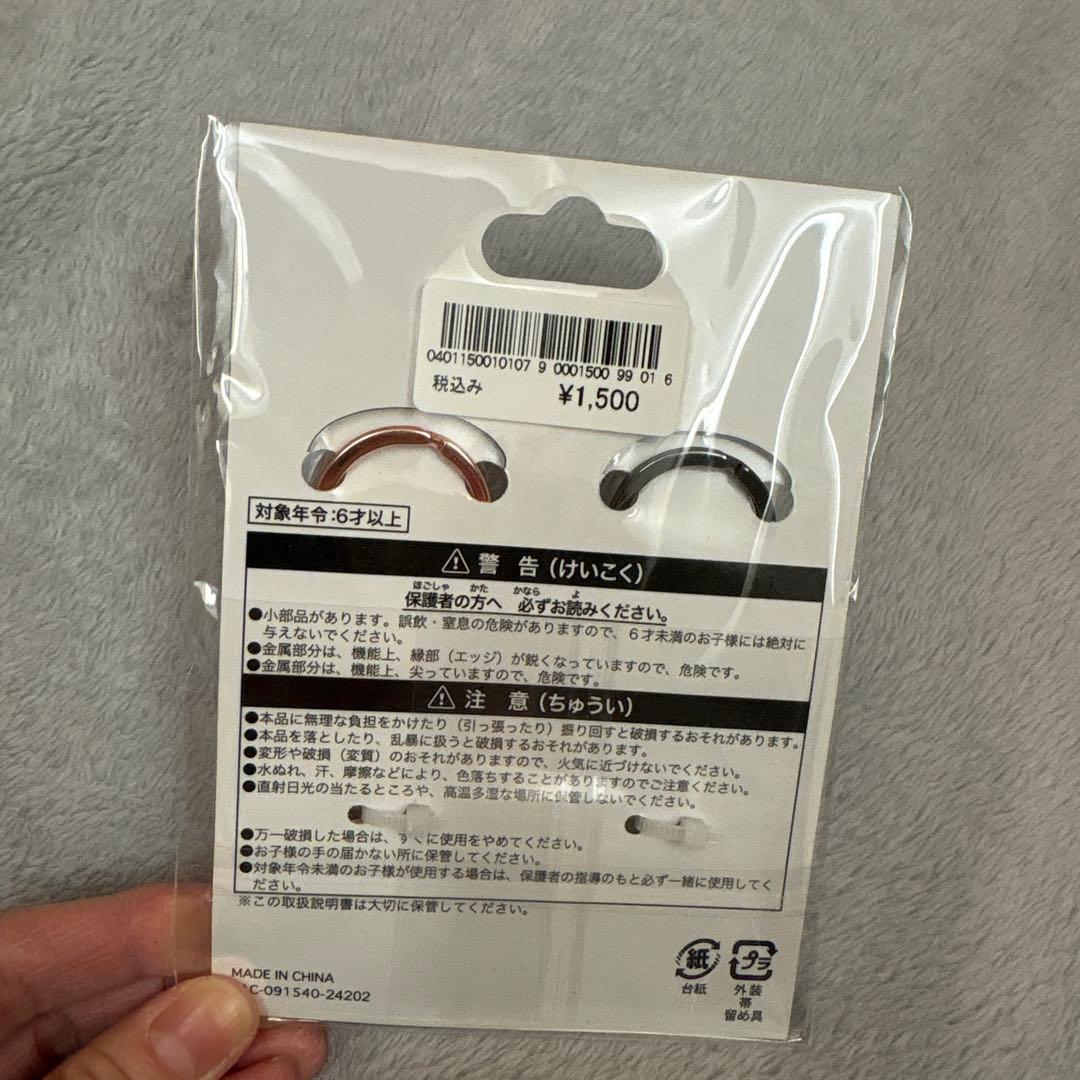 0401150010107 9 0001500 99 01 6
税込み ¥1,500
対象年令:6才以上
⚠ 警 告 (けいこく)
ほごしゃ かた かなら よ
保護者の方へ 必ずお読みください。
●小部品があります。誤飲・窒息の危険がありますので、6才未満のお子様には絶対に
与えないでください。
●金属部分は、機能上、縁部(エッジ)が鋭くなっていますので、危険です。
●金属部分は、機能上、尖っていますので、危険です。
⚠ 注 意 (ちゅうい)
●本品に無理な負担をかけたり(引っ張ったり)振り回すと破損するおそれがあります。
●本品を落としたり、乱暴に扱うと破損するおそれがあります。
●変形や破損(変質)のおそれがありますので、火気に近づけないでください。
●水ぬれ、汗、摩擦などにより、色落ちすることがありますのでご注意ください。
●直射日光の当たるところや、高温多湿な場所に保管しないでください。
●万一破損した場合は、すぐに使用をやめてください。
●お子様の手の届かない所に保管してください。
●対象年令未満のお子様が使用する場合は、保護者の指導のもと必ず一緒に使用してく
ださい。
※この取扱説明書は大切に保管してください。
紙 プラ
台紙 外装
帯
留め具
MADE IN CHINA
C-091540-24202